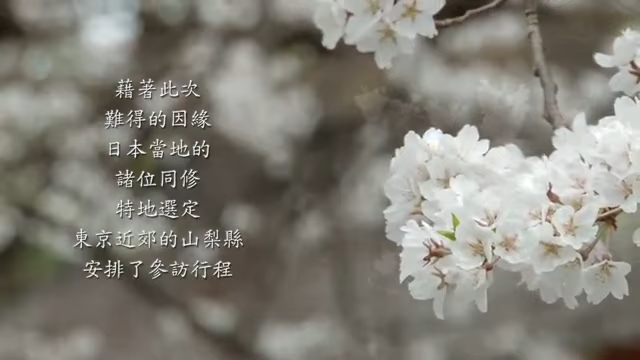 藉著此次
難得的因緣
日本當地的
諸位同修
特地選定
東京近郊的山梨縣
安排了參訪行程